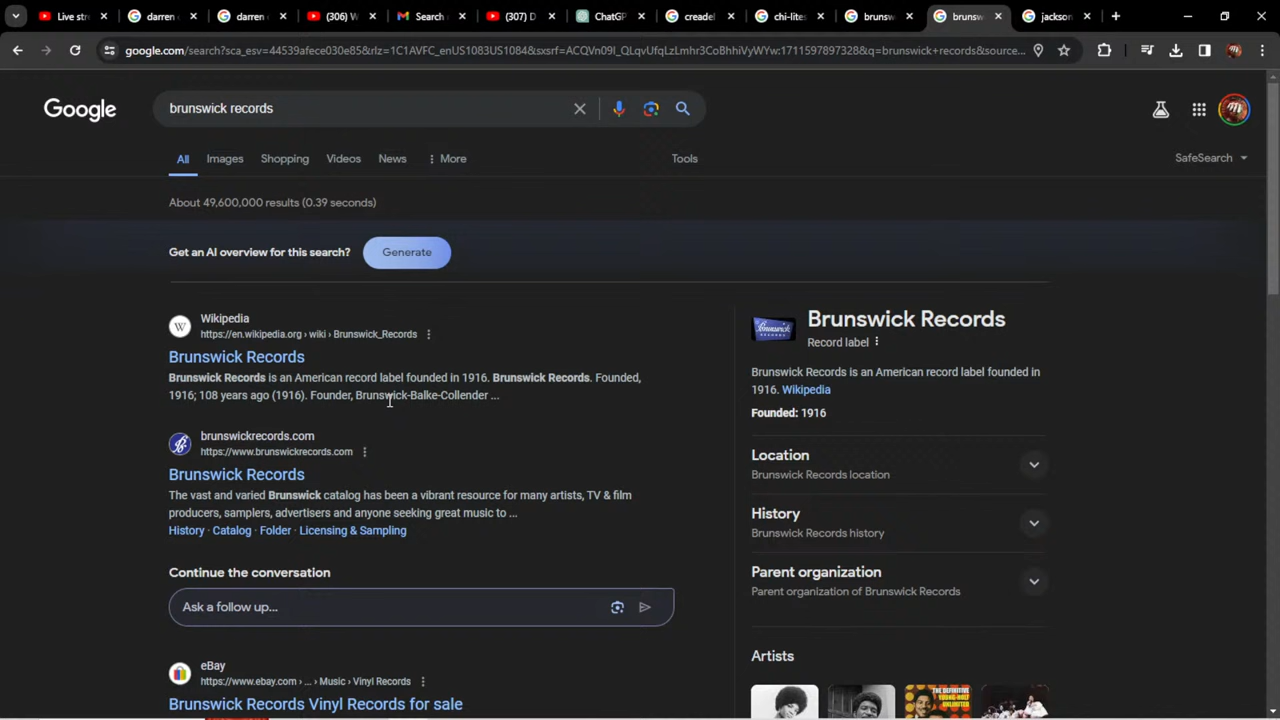 Live stre
darren
darren
(306) W
Search
(307) D
ChatGP
creadel
chi-lites
brunsw
brunsw
jackson
google.com/search?sca_esv=44539afece030e85&rlz=1C1AVFC_enUS1083US1084&sxsrf=ACQVn09I_QLqvUfqLzLmhr3CoBhhiVyWYw:1711597897328&q=brunswick+records&source...
Google
brunswick records
All Images Shopping Videos News More Tools
SafeSearch
About 49,600,000 results (0.39 seconds)
Get an AI overview for this search? Generate
W
Wikipedia
https://en.wikipedia.org › wiki › Brunswick_Records
Brunswick Records
Brunswick Records is an American record label founded in 1916. Brunswick Records. Founded,
1916; 108 years ago (1916). Founder, Brunswick-Balke-Collender ...
brunswickrecords.com
https://www.brunswickrecords.com
Brunswick Records
The vast and varied Brunswick catalog has been a vibrant resource for many artists, TV & film
producers, samplers, advertisers and anyone seeking great music to ...
History · Catalog · Folder · Licensing & Sampling
Continue the conversation
Ask a follow up...
eBay
https://www.ebay.com › ... › Music › Vinyl Records
Brunswick Records Vinyl Records for sale
Brunswick
RECORDS
Brunswick Records
Record label
Brunswick Records is an American record label founded in
1916. Wikipedia
Founded: 1916
Location
Brunswick Records location
History
Brunswick Records history
Parent organization
Parent organization of Brunswick Records
Artists
THE DEFINITIVE
YOUNG-HOLT
UNLIMITED